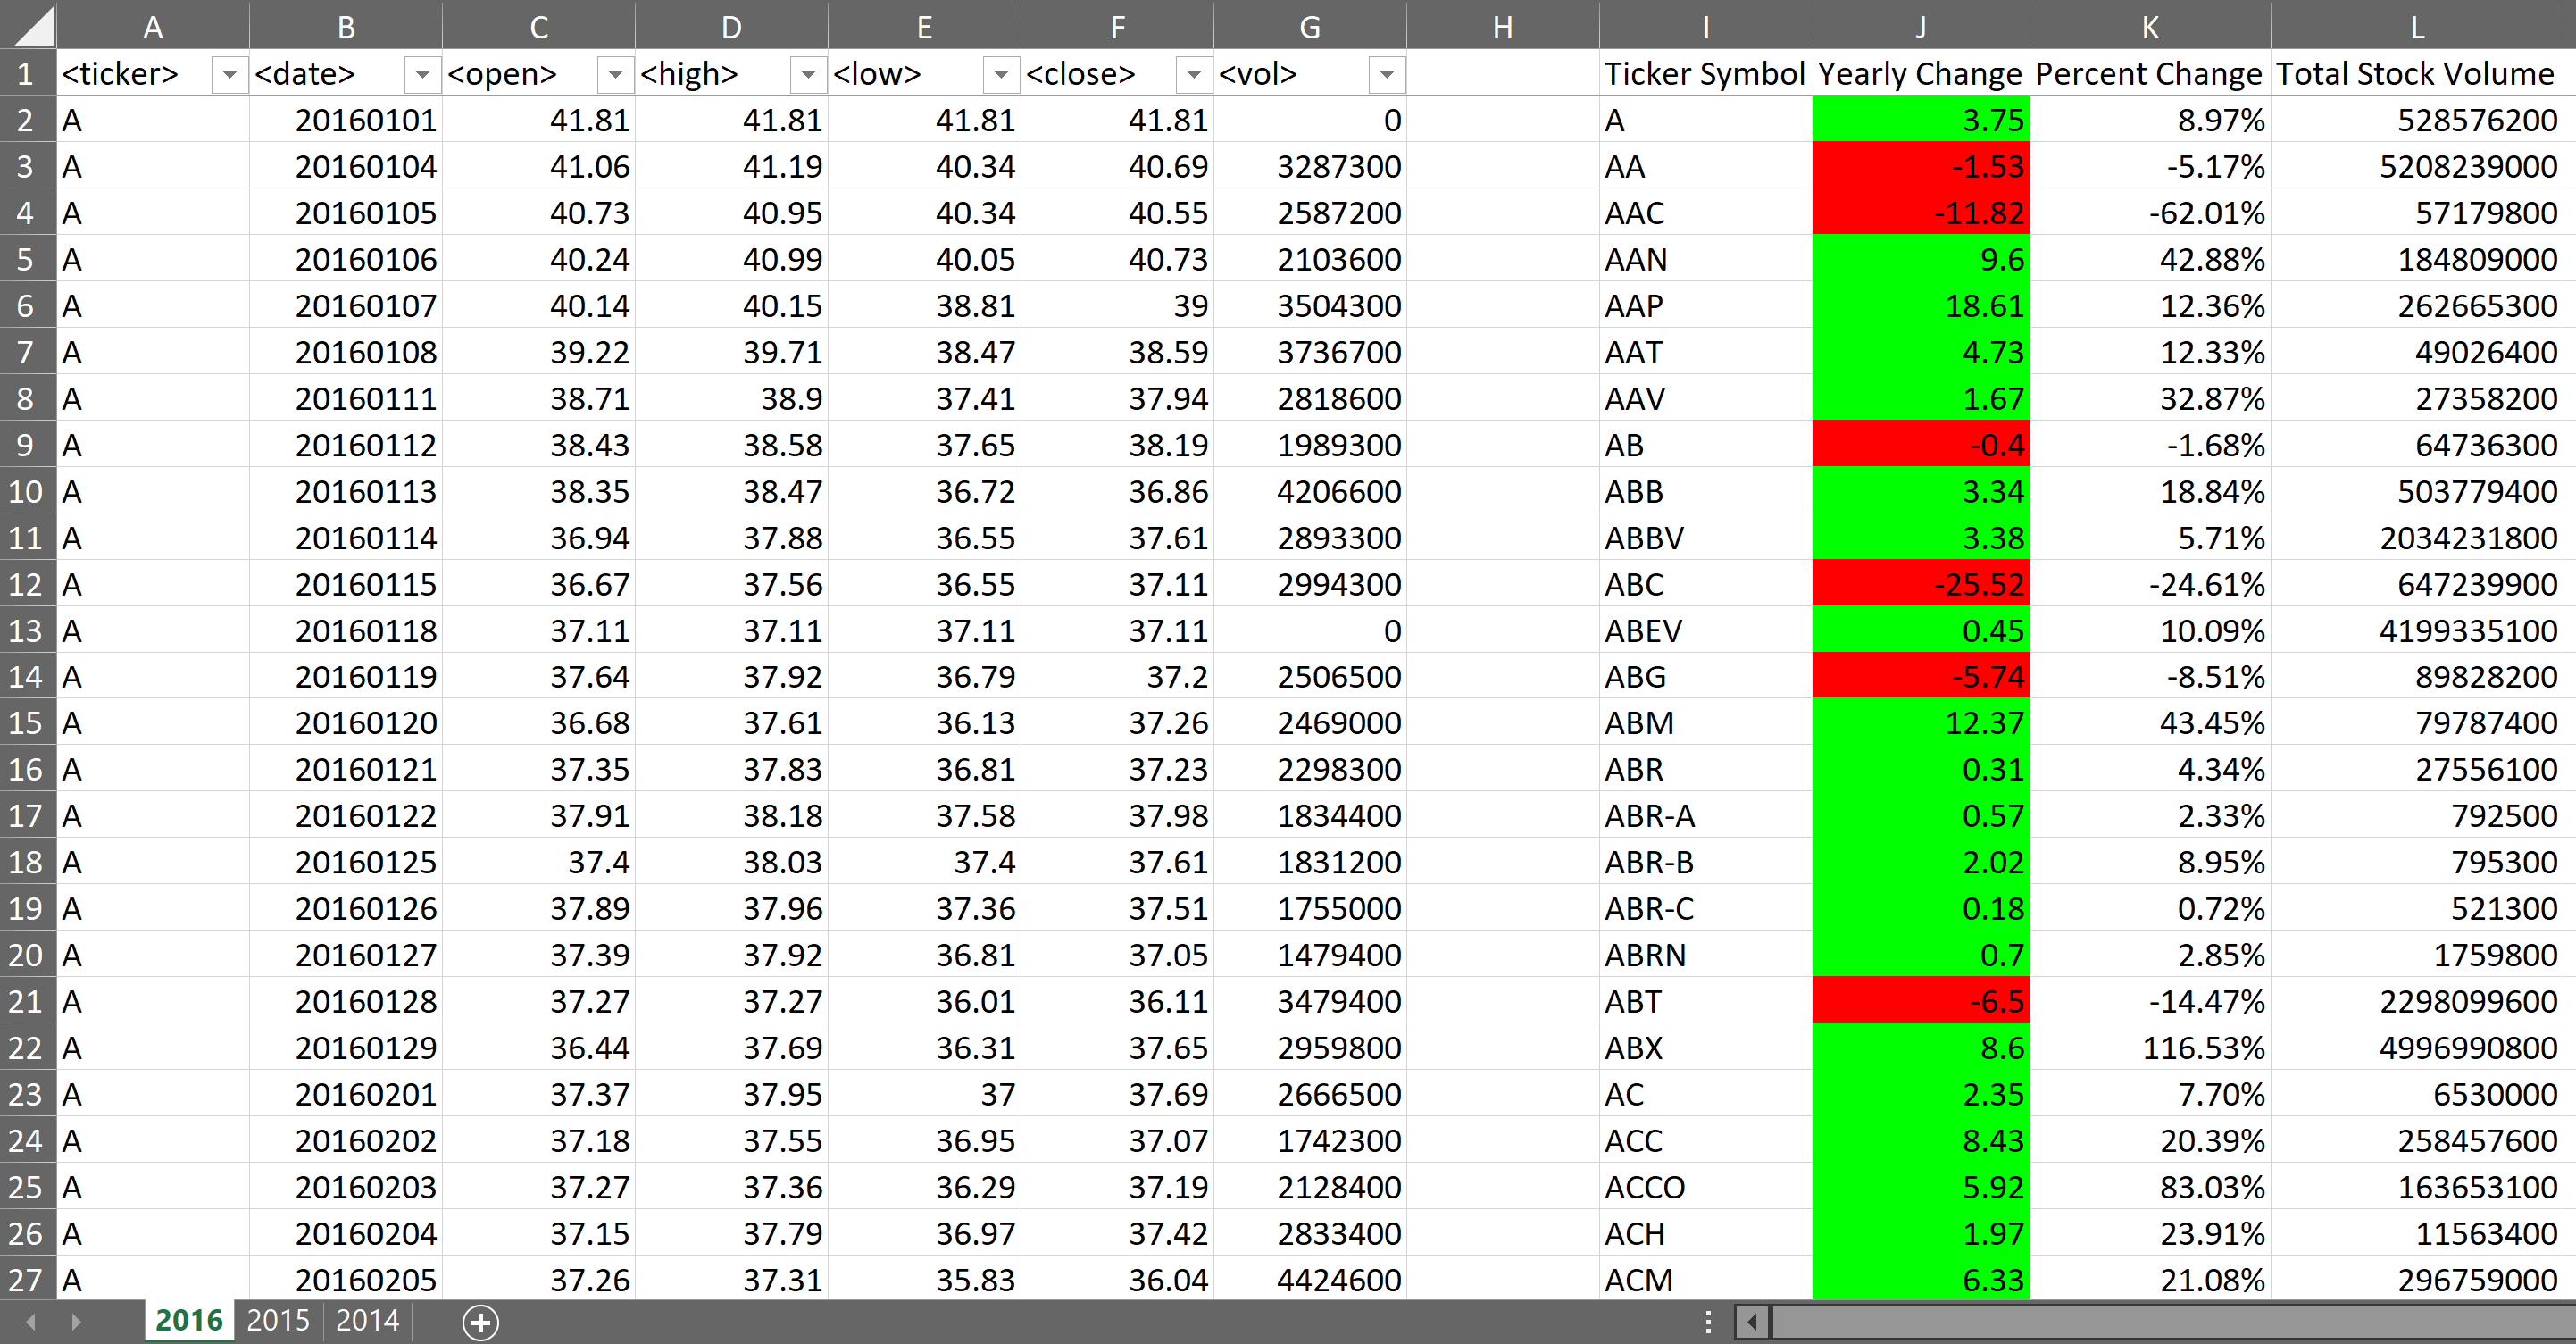 A B C D E F G H I J K L
1 <ticker> <date> <open> <high> <low> <close> <vol> Ticker Symbol Yearly Change Percent Change Total Stock Volume
2 A 20160101 41.81 41.81 41.81 41.81 0 A 3.75 8.97% 528576200
3 A 20160104 41.06 41.19 40.34 40.69 3287300 AA -1.53 -5.17% 5208239000
4 A 20160105 40.73 40.95 40.34 40.55 2587200 AAC -11.82 -62.01% 57179800
5 A 20160106 40.24 40.99 40.05 40.73 2103600 AAN 9.6 42.88% 184809000
6 A 20160107 40.14 40.15 38.81 39 3504300 AAP 18.61 12.36% 262665300
7 A 20160108 39.22 39.71 38.47 38.59 3736700 AAT 4.73 12.33% 49026400
8 A 20160111 38.71 38.9 37.41 37.94 2818600 AAV 1.67 32.87% 27358200
9 A 20160112 38.43 38.58 37.65 38.19 1989300 AB -0.4 -1.68% 64736300
10 A 20160113 38.35 38.47 36.72 36.86 4206600 ABB 3.34 18.84% 503779400
11 A 20160114 36.94 37.88 36.55 37.61 2893300 ABBV 3.38 5.71% 2034231800
12 A 20160115 36.67 37.56 36.55 37.11 2994300 ABC -25.52 -24.61% 647239900
13 A 20160118 37.11 37.11 37.11 37.11 0 ABEV 0.45 10.09% 4199335100
14 A 20160119 37.64 37.92 36.79 37.2 2506500 ABG -5.74 -8.51% 89828200
15 A 20160120 36.68 37.61 36.13 37.26 2469000 ABM 12.37 43.45% 79787400
16 A 20160121 37.35 37.83 36.81 37.23 2298300 ABR 0.31 4.34% 27556100
17 A 20160122 37.91 38.18 37.58 37.98 1834400 ABR-A 0.57 2.33% 792500
18 A 20160125 37.4 38.03 37.4 37.61 1831200 ABR-B 2.02 8.95% 795300
19 A 20160126 37.89 37.96 37.36 37.51 1755000 ABR-C 0.18 0.72% 521300
20 A 20160127 37.39 37.92 36.81 37.05 1479400 ABRN 0.7 2.85% 1759800
21 A 20160128 37.27 37.27 36.01 36.11 3479400 ABT -6.5 -14.47% 2298099600
22 A 20160129 36.44 37.69 36.31 37.65 2959800 ABX 8.6 116.53% 4996990800
23 A 20160201 37.37 37.95 37 37.69 2666500 AC 2.35 7.70% 6530000
24 A 20160202 37.18 37.55 36.95 37.07 1742300 ACC 8.43 20.39% 258457600
25 A 20160203 37.27 37.36 36.29 37.19 2128400 ACCO 5.92 83.03% 163653100
26 A 20160204 37.15 37.79 36.97 37.42 2833400 ACH 1.97 23.91% 11563400
27 A 20160205 37.26 37.31 35.83 36.04 4424600 ACM 6.33 21.08% 296759000
2016 2015 2014